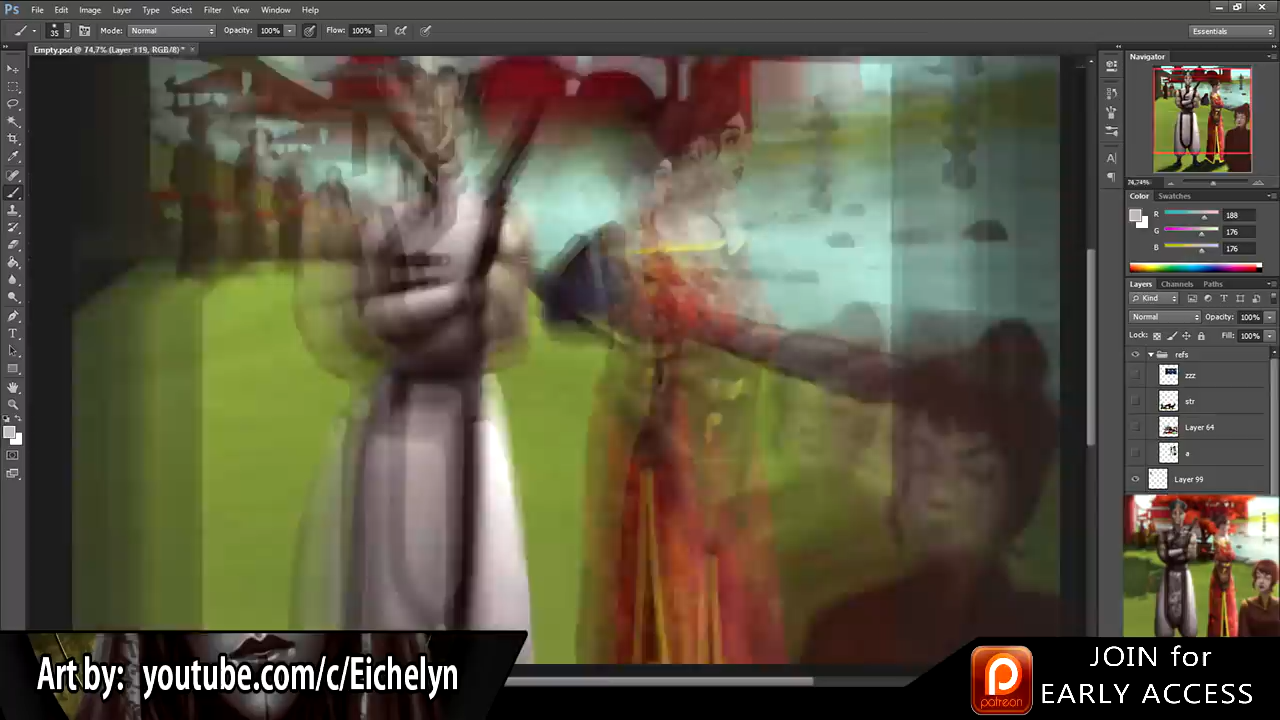 Ps File Edit Image Layer Type Select Filter View Window Help
35 Mode: Normal Opacity: 100% Flow: 100% Essentials
Empty.psd @ 74,7% (Layer 119, RGB/8) * ×
Navigator
74,74%
Color Swatches
R 188
G 176
B 176
Layers Channels Paths
Kind
Normal Opacity: 100%
Lock: Fill: 100%
refs
zzz
str
Layer 64
a
Layer 99
Art by: youtube.com/c/Eichelyn
patreon
JOIN for
EARLY ACCESS